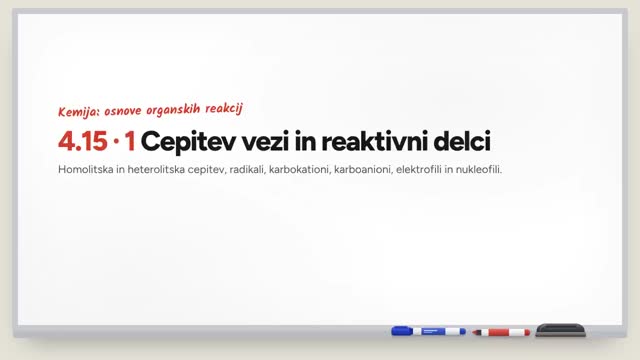 Kemija: osnove organskih reakcij
4.15 · 1 Cepitev vezi in reaktivni delci
Homolitska in heterolitska cepitev, radikali, karbokationi, karboanioni, elektrofili in nukleofili.